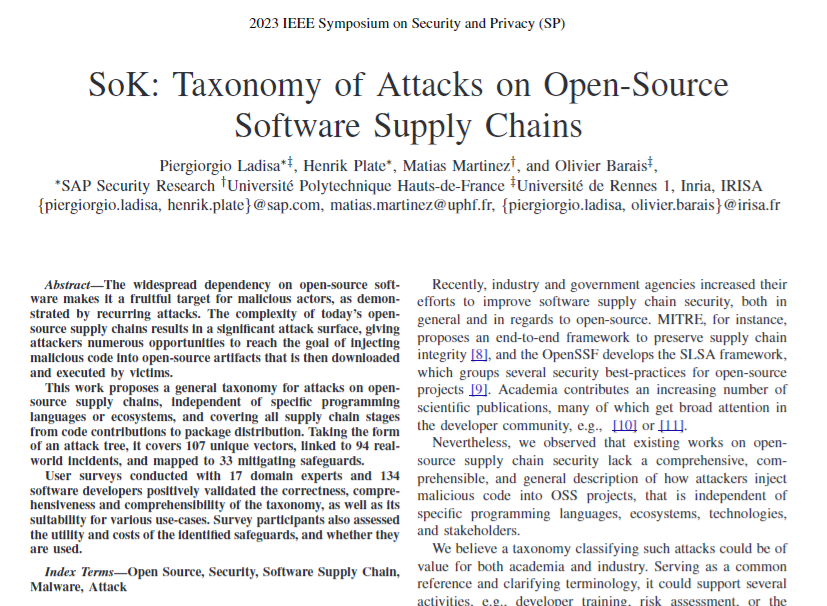 2023 IEEE Symposium on Security and Privacy (SP)
SoK: Taxonomy of Attacks on Open-Source
Software Supply Chains
Piergiorgio Ladisa*‡, Henrik Plate*, Matias Martinez†, and Olivier Barais‡,
*SAP Security Research †Université Polytechnique Hauts-de-France ‡Université de Rennes 1, Inria, IRISA
{piergiorgio.ladisa, henrik.plate}@sap.com, matias.martinez@uphf.fr, {piergiorgio.ladisa, olivier.barais}@irisa.fr
Abstract—The widespread dependency on open-source soft-
ware makes it a fruitful target for malicious actors, as demon-
strated by recurring attacks. The complexity of today's open-
source supply chains results in a significant attack surface, giving
attackers numerous opportunities to reach the goal of injecting
malicious code into open-source artifacts that is then downloaded
and executed by victims.
This work proposes a general taxonomy for attacks on open-
source supply chains, independent of specific programming
languages or ecosystems, and covering all supply chain stages
from code contributions to package distribution. Taking the form
of an attack tree, it covers 107 unique vectors, linked to 94 real-
world incidents, and mapped to 33 mitigating safeguards.
User surveys conducted with 17 domain experts and 134
software developers positively validated the correctness, compre-
hensiveness and comprehensibility of the taxonomy, as well as its
suitability for various use-cases. Survey participants also assessed
the utility and costs of the identified safeguards, and whether they
are used.
Index Terms—Open Source, Security, Software Supply Chain,
Malware, Attack
Recently, industry and government agencies increased their
efforts to improve software supply chain security, both in
general and in regards to open-source. MITRE, for instance,
proposes an end-to-end framework to preserve supply chain
integrity [8], and the OpenSSF develops the SLSA framework,
which groups several security best-practices for open-source
projects [9]. Academia contributes an increasing number of
scientific publications, many of which get broad attention in
the developer community, e.g., [10] or [11].
Nevertheless, we observed that existing works on open-
source supply chain security lack a comprehensive, com-
prehensible, and general description of how attackers inject
malicious code into OSS projects, that is independent of
specific programming languages, ecosystems, technologies,
and stakeholders.
We believe a taxonomy classifying such attacks could be of
value for both academia and industry. Serving as a common
reference and clarifying terminology, it could support several
activities, e.g., developer training, risk assessment, or the